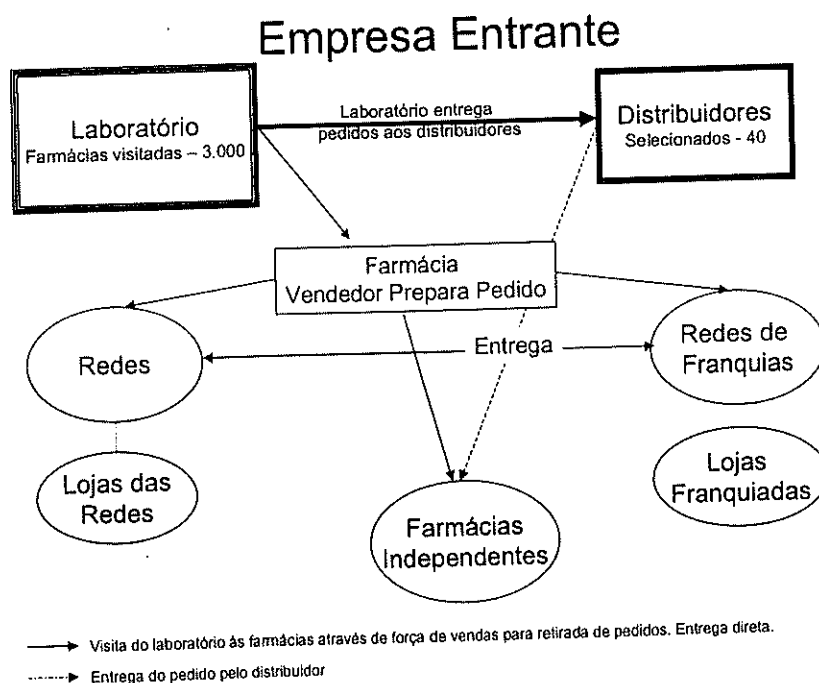 Empresa Entrante
Laboratório
Farmácias visitadas – 3.000
Laboratório entrega
pedidos aos distribuidores
Distribuidores
Selecionados - 40
Farmácia
Vendedor Prepara Pedido
Redes
Entrega
Redes de
Franquias
Lojas das
Redes
Lojas
Franquiadas
Farmácias
Independentes
Visita do laboratório às farmácias através de força de vendas para retirada de pedidos. Entrega direta.
Entrega do pedido pelo distribuidor